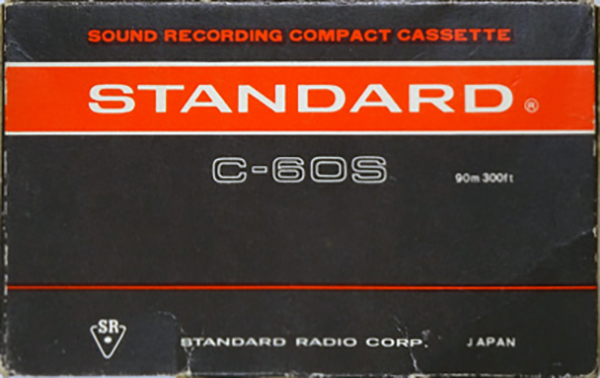 SOUND RECORDING COMPACT CASSETTE
STANDARD ®
C-60S
90m 300ft
SR
STANDARD RADIO CORP. JAPAN